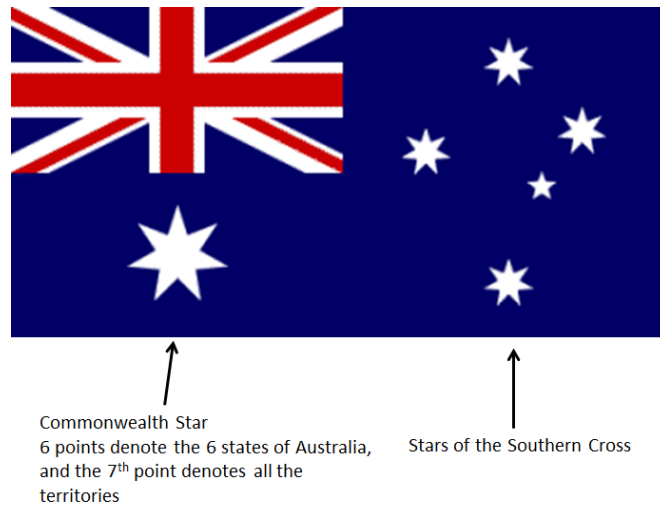 Commonwealth Star
6 points denote the 6 states of Australia,
and the 7th point denotes all the
territories
Stars of the Southern Cross